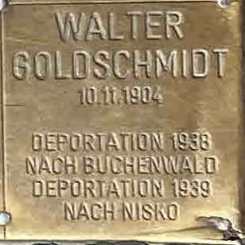 WALTER
GOLDSCHMIDT
10.11.1904
DEPORTATION 1938
NACH BUCHENWALD
DEPORTATION 1939
NACH NISKO